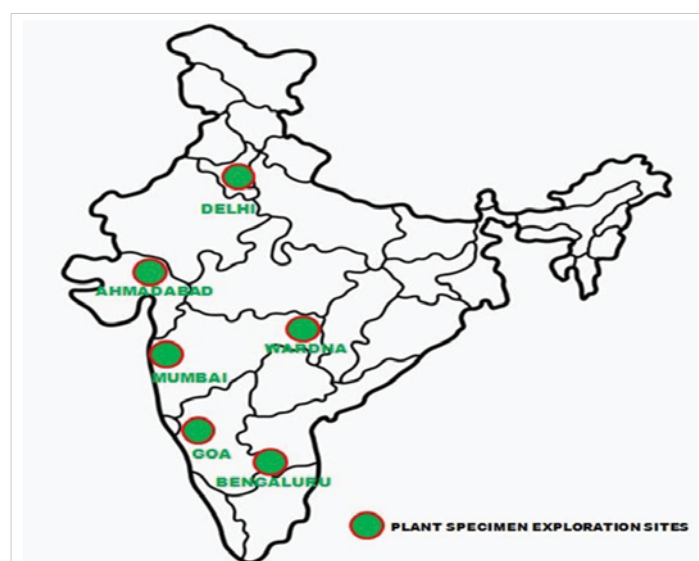 DELHI
AHMADABAD
WARDHA
MUMBAI
GOA
BENGALURU
PLANT SPECIMEN EXPLORATION SITES